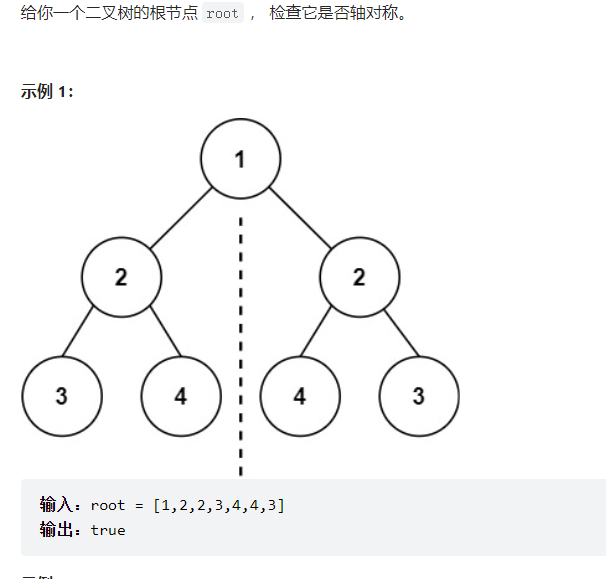 给你一个二叉树的根节点 root ， 检查它是否轴对称。
示例 1：
1
2 2
3 4 4 3
输入：root = [1,2,2,3,4,4,3]
输出：true